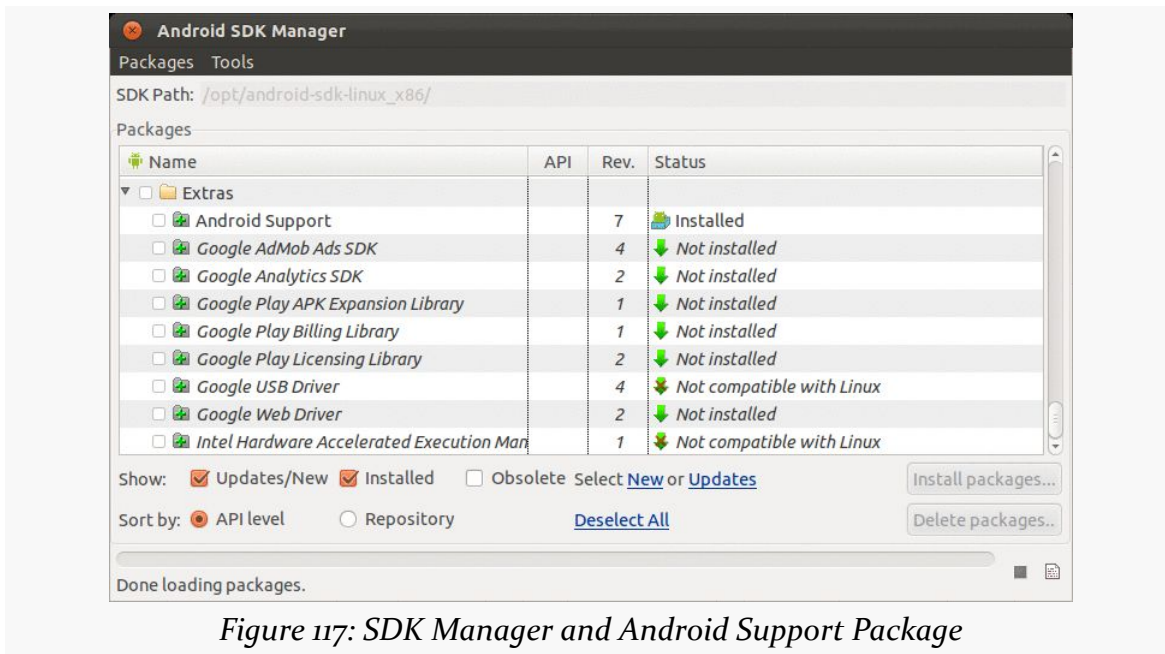 Android SDK Manager
Packages Tools
SDK Path: /opt/android-sdk-linux_x86/
Packages
Name API Rev. Status
Extras
Android Support 7 Installed
Google AdMob Ads SDK 4 Not installed
Google Analytics SDK 2 Not installed
Google Play APK Expansion Library 1 Not installed
Google Play Billing Library 1 Not installed
Google Play Licensing Library 2 Not installed
Google USB Driver 4 Not compatible with Linux
Google Web Driver 2 Not installed
Intel Hardware Accelerated Execution Man 1 Not compatible with Linux
Show: Updates/New Installed Obsolete Select New or Updates Install packages...
Sort by: API level Repository Deselect All Delete packages..
Done loading packages.
Figure 117: SDK Manager and Android Support Package